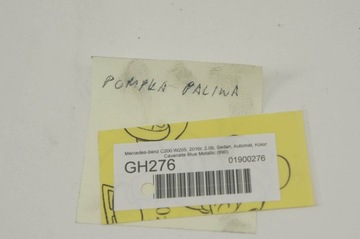 POMPKA PALIWA
Mercedes-benz C200 W205, 2016r, 2.0b, Sedan, Automat, Kolor
Cavansite Blue Metallic (890)
GH276
01900276